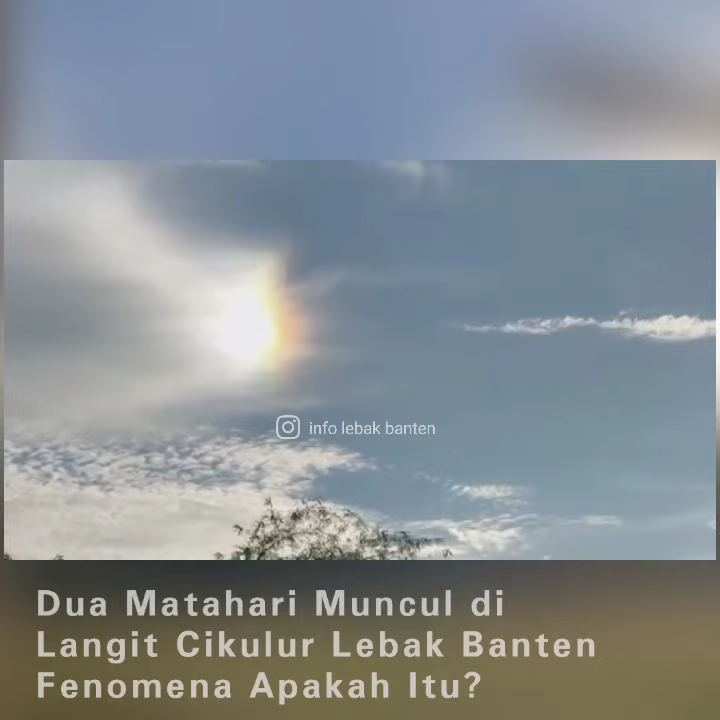 info lebak banten
Dua Matahari Muncul di
Langit Cikulur Lebak Banten
Fenomena Apakah Itu?